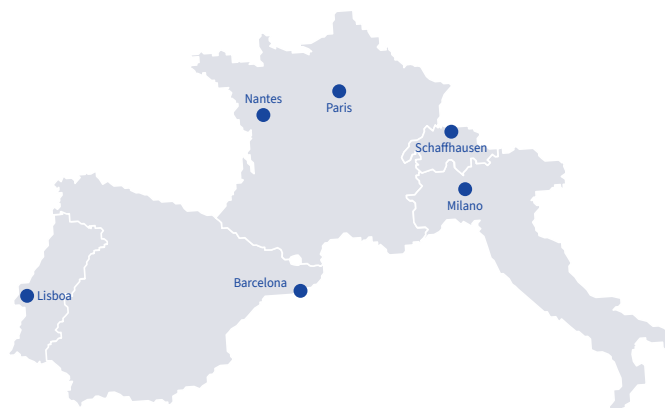 Nantes
Paris
Schaffhausen
Milano
Barcelona
Lisboa